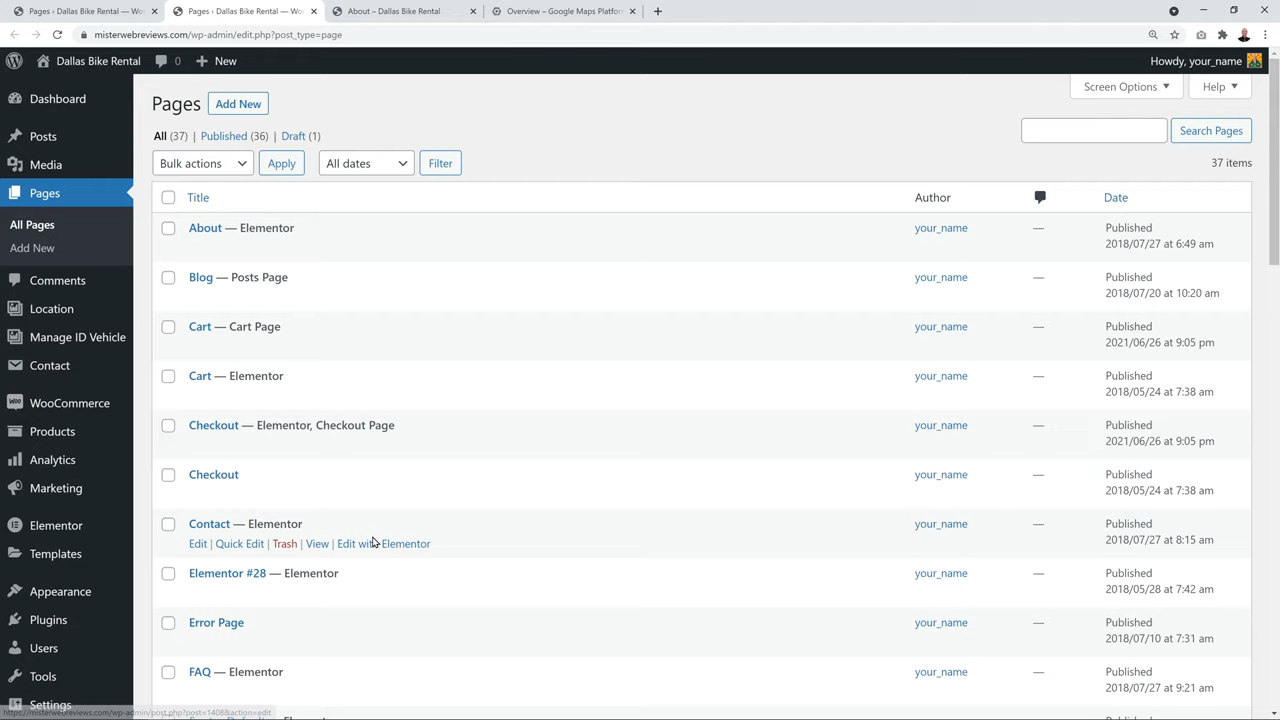 Pages ‹ Dallas Bike Rental — Wo
Pages ‹ Dallas Bike Rental — Wo
About – Dallas Bike Rental
Overview – Google Maps Platfor
misterwebreviews.com/wp-admin/edit.php?post_type=page
Dallas Bike Rental
0
New
Howdy, your_name
Dashboard
Posts
Media
Pages
All Pages
Add New
Comments
Location
Manage ID Vehicle
Contact
WooCommerce
Products
Analytics
Marketing
Elementor
Templates
Appearance
Plugins
Users
Tools
Settings
Screen Options
Help
Pages
Add New
All (37) | Published (36) | Draft (1)
Search Pages
Bulk actions
Apply
All dates
Filter
37 items
Title
Author
Date
About — Elementor
your_name
—
Published
2018/07/27 at 6:49 am
Blog — Posts Page
your_name
—
Published
2018/07/20 at 10:20 am
Cart — Cart Page
your_name
—
Published
2021/06/26 at 9:05 pm
Cart — Elementor
your_name
—
Published
2018/05/24 at 7:38 am
Checkout — Elementor, Checkout Page
your_name
—
Published
2021/06/26 at 9:05 pm
Checkout
your_name
—
Published
2018/05/24 at 7:38 am
Contact — Elementor
Edit | Quick Edit | Trash | View | Edit with Elementor
your_name
—
Published
2018/07/27 at 8:15 am
Elementor #28 — Elementor
your_name
—
Published
2018/05/28 at 7:42 am
Error Page
your_name
—
Published
2018/07/10 at 7:31 am
FAQ — Elementor
your_name
—
Published
2018/07/27 at 9:21 am
https://misterwebreviews.com/wp-admin/post.php?post=1408&action=edit